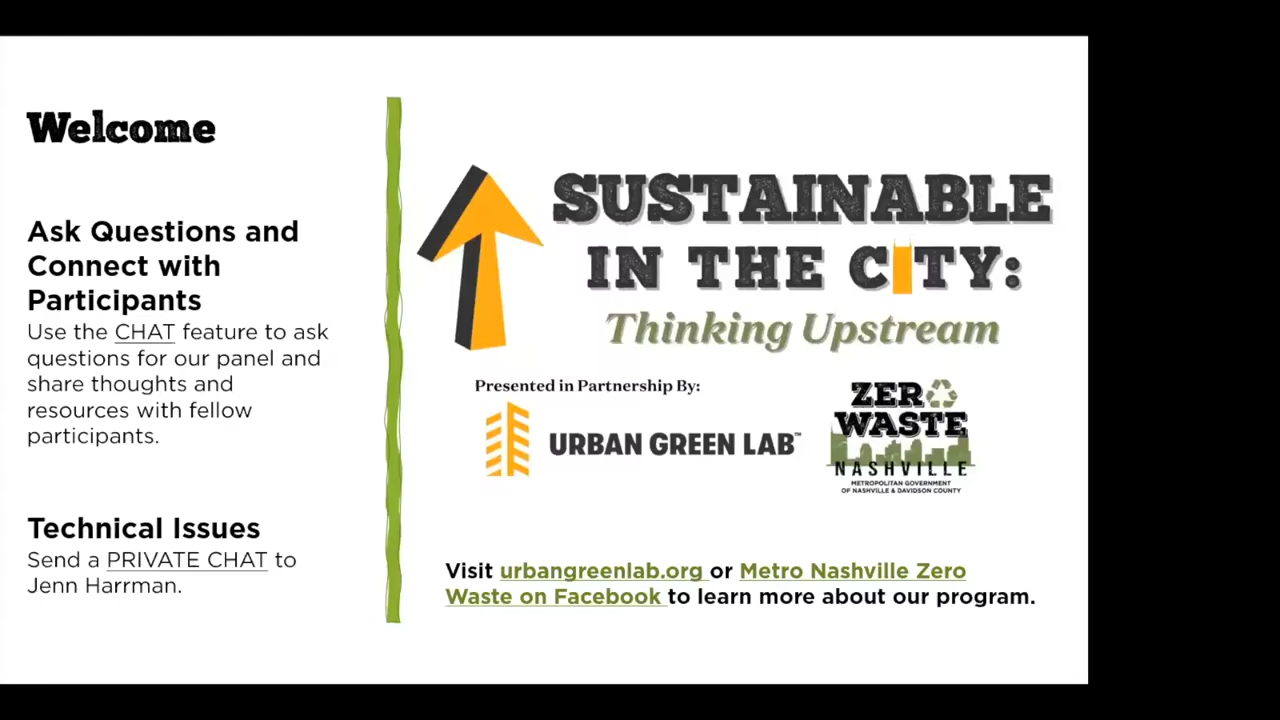 Welcome
Ask Questions and
Connect with
Participants
Use the CHAT feature to ask
questions for our panel and
share thoughts and
resources with fellow
participants.
Technical Issues
Send a PRIVATE CHAT to
Jenn Harrman.
SUSTAINABLE
IN THE CITY:
Thinking Upstream
Presented in Partnership By:
URBAN GREEN LAB™
ZERO
WASTE
NASHVILLE
METROPOLITAN GOVERNMENT
OF NASHVILLE & DAVIDSON COUNTY
Visit urbangreenlab.org or Metro Nashville Zero
Waste on Facebook to learn more about our program.